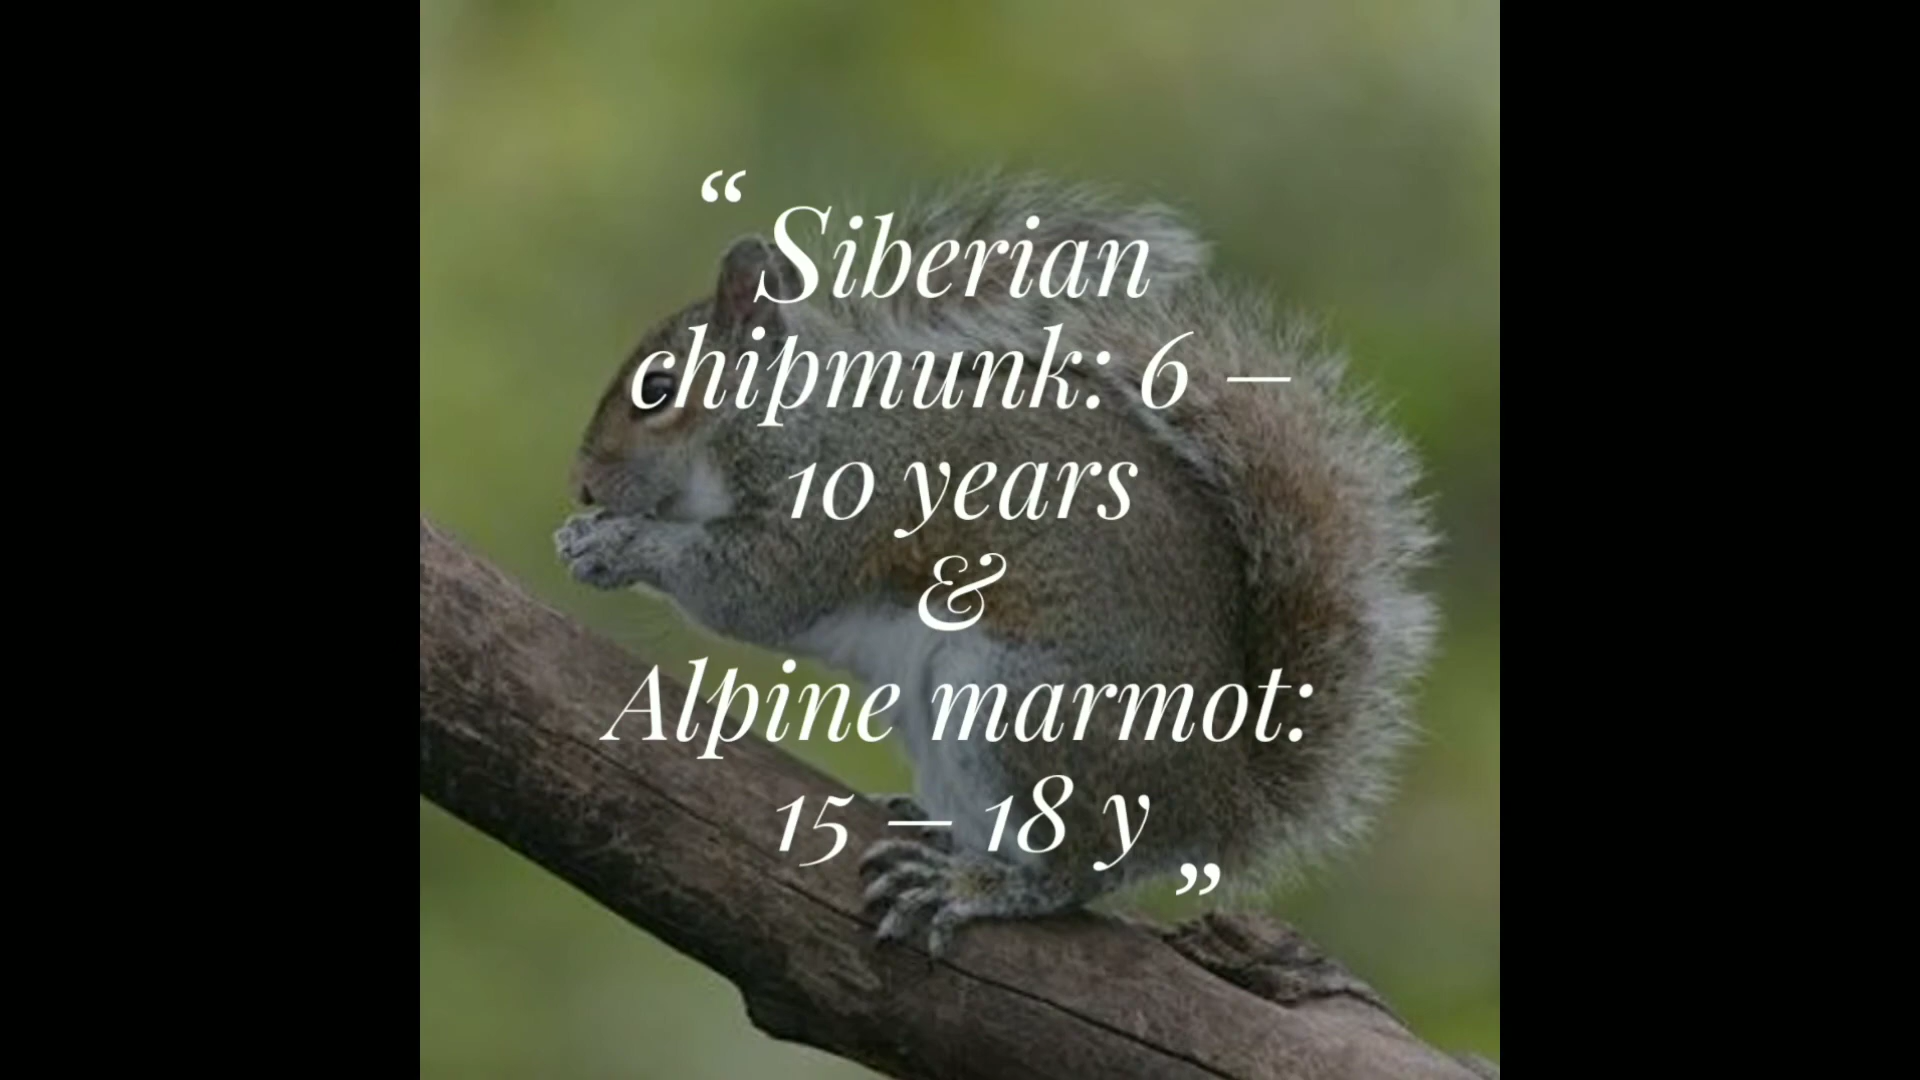 “Siberian
chipmunk: 6 –
10 years
&
Alpine marmot:
15 – 18 y”